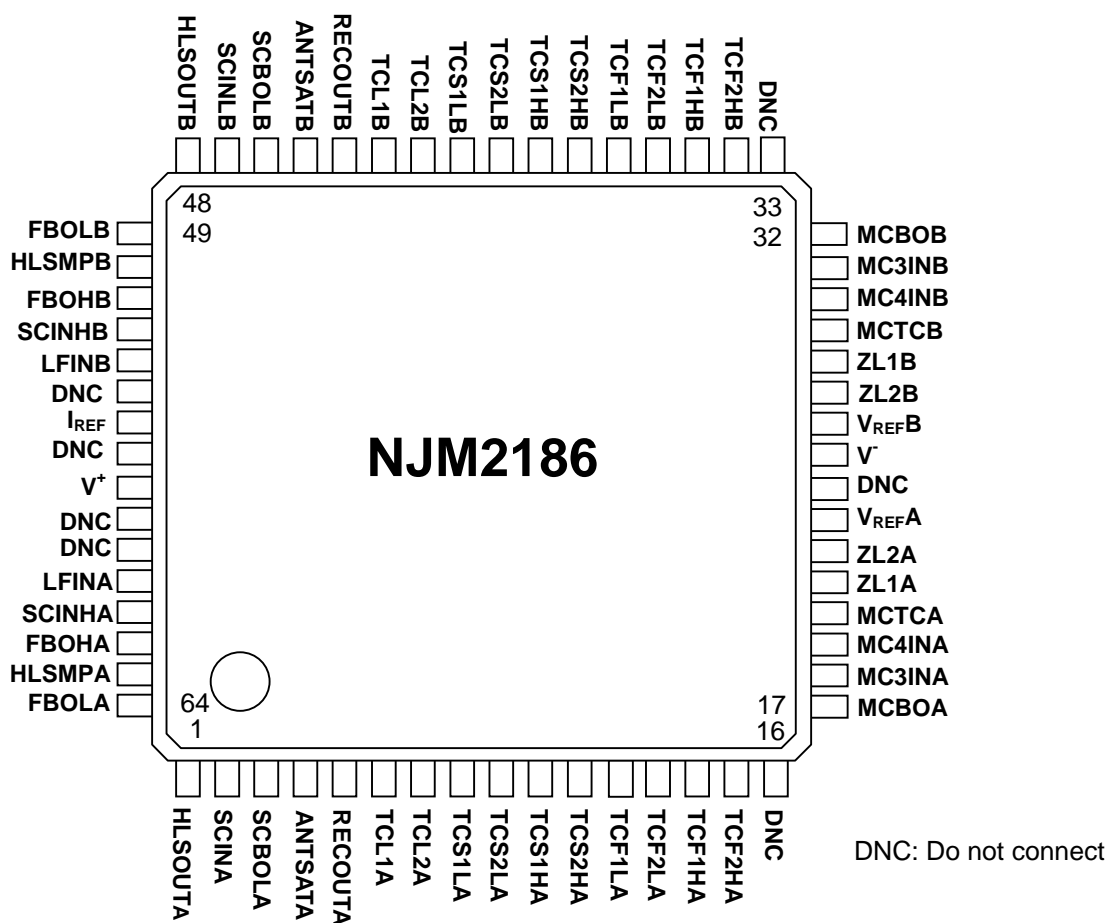 HLSOUTB
SCINLB
SCBOLB
ANTSATB
RECOUTB
TCL1B
TCL2B
TCS1LB
TCS2LB
TCS1HB
TCS2HB
TCF1LB
TCF2LB
TCF1HB
TCF2HB
DNC
48
49
33
32
FBOLB
HLSMPB
FBOHB
SCINHB
LFINB
DNC
IREF
DNC
V+
DNC
DNC
LFINA
SCINHA
FBOHA
HLSMPA
FBOLA
NJM2186
MCBOB
MC3INB
MC4INB
MCTCB
ZL1B
ZL2B
VREFB
V-
DNC
VREFA
ZL2A
ZL1A
MCTCA
MC4INA
MC3INA
MCBOA
64
1
17
16
HLSOUTA
SCINA
SCBOLA
ANTSATA
RECOUTA
TCL1A
TCL2A
TCS1LA
TCS2LA
TCS1HA
TCS2HA
TCF1LA
TCF2LA
TCF1HA
TCF2HA
DNC
DNC: Do not connect